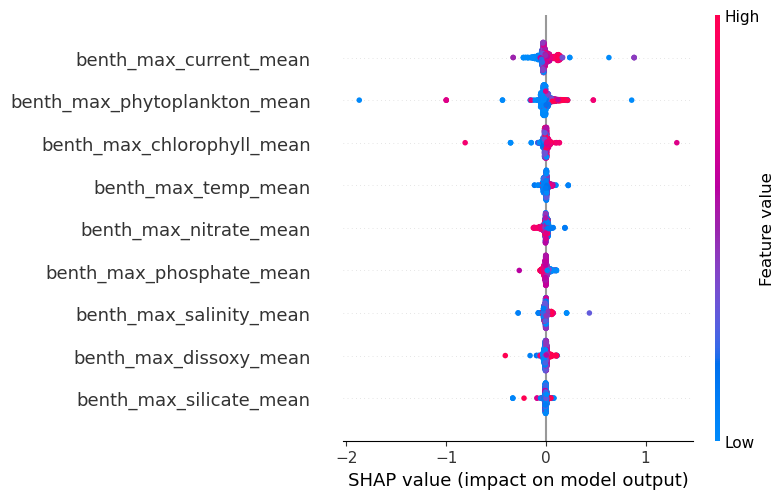 High
benth_max_current_mean
benth_max_phytoplankton_mean
benth_max_chlorophyll_mean
benth_max_temp_mean
benth_max_nitrate_mean
benth_max_phosphate_mean
benth_max_salinity_mean
benth_max_dissoxy_mean
benth_max_silicate_mean
Feature value
Low
−2 −1 0 1
SHAP value (impact on model output)